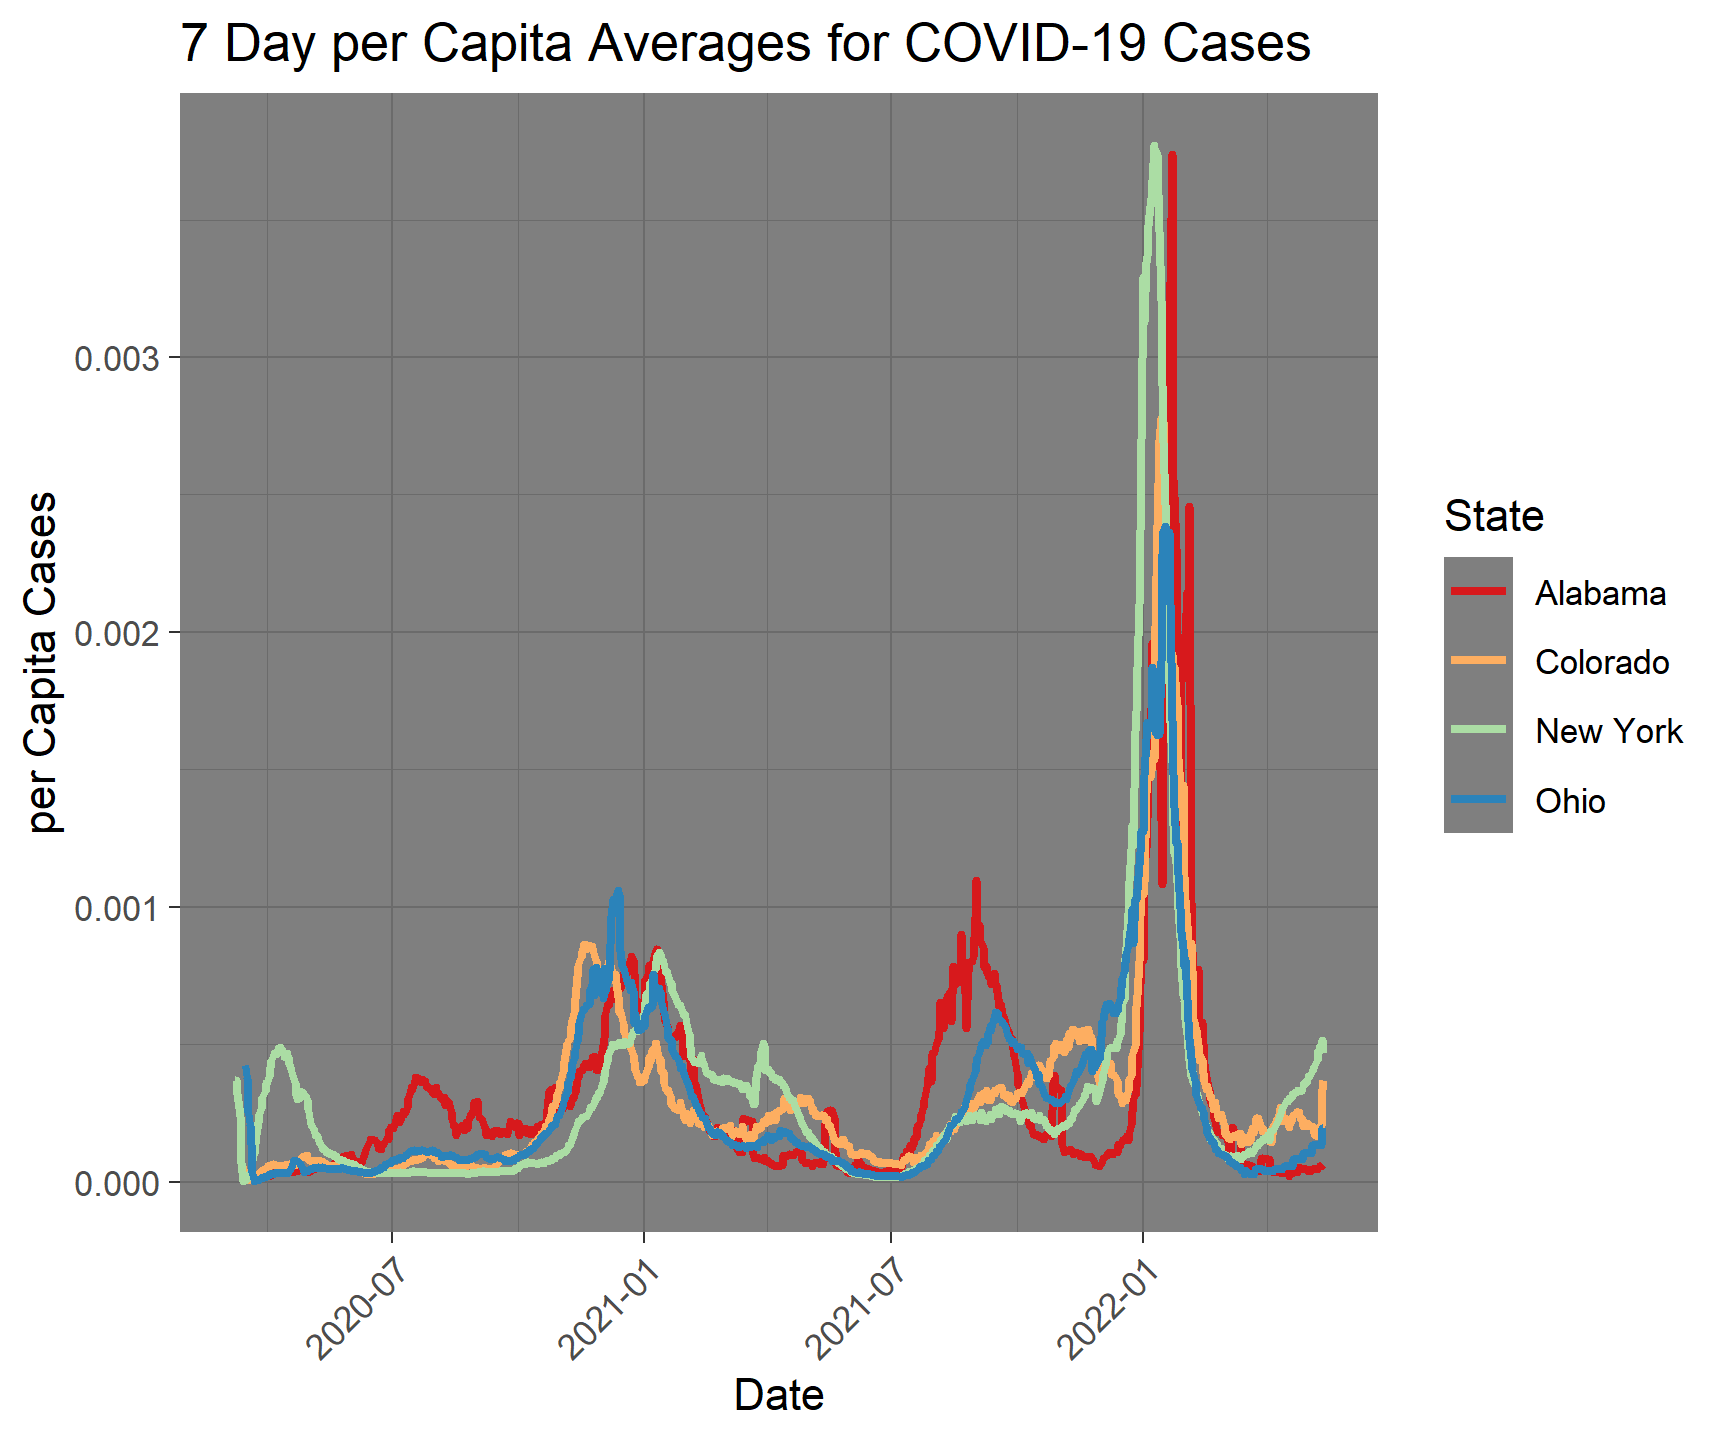 7 Day per Capita Averages for COVID-19 Cases
per Capita Cases
0.003
0.002
0.001
0.000
2020-07
2021-01
2021-07
2022-01
Date
State
Alabama
Colorado
New York
Ohio